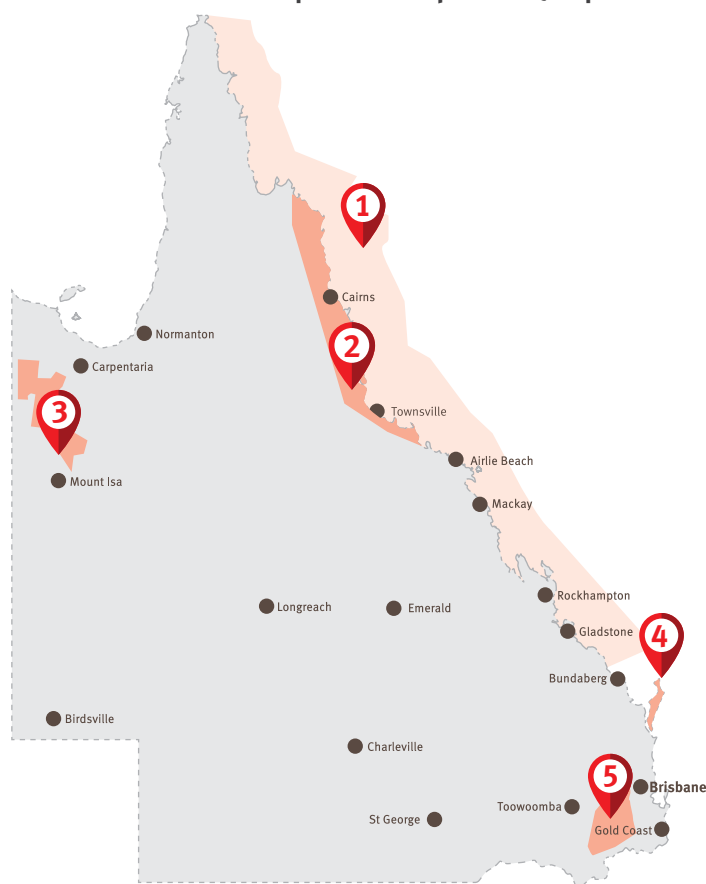 1
Cairns
Normanton
2
Carpentaria
3
Townsville
Airlie Beach
Mount Isa
Mackay
Rockhampton
Longreach
Emerald
Gladstone
4
Bundaberg
Birdsville
Charleville
5
Brisbane
Toowoomba
St George
Gold Coast